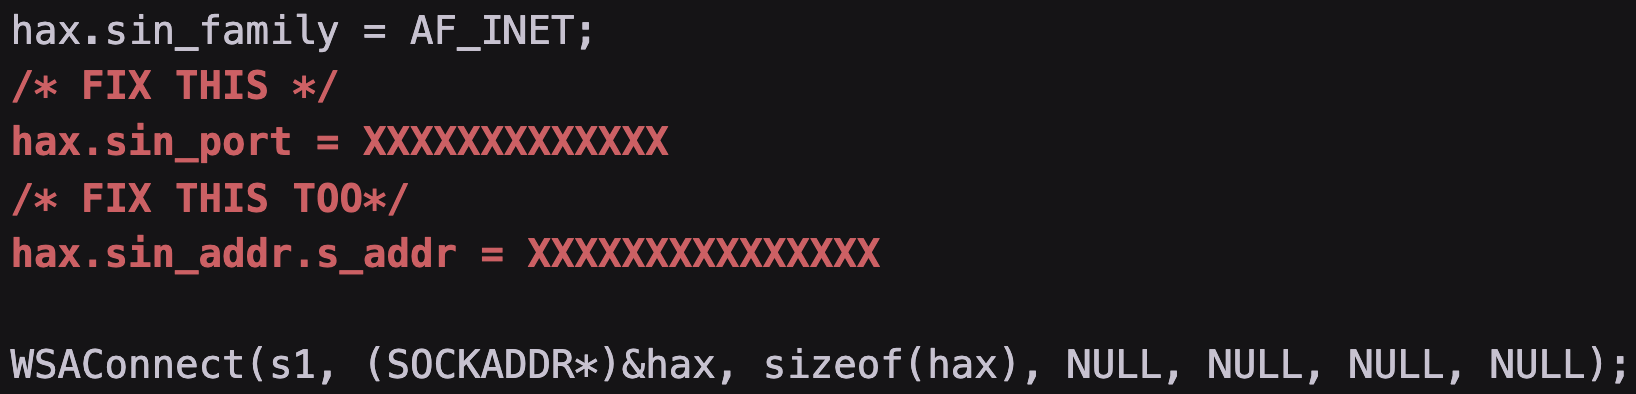 hax.sin_family = AF_INET;
/* FIX THIS */
hax.sin_port = XXXXXXXXXXXXX
/* FIX THIS TOO*/
hax.sin_addr.s_addr = XXXXXXXXXXXXXXX
WSAConnect(s1, (SOCKADDR*)&hax, sizeof(hax), NULL, NULL, NULL, NULL);